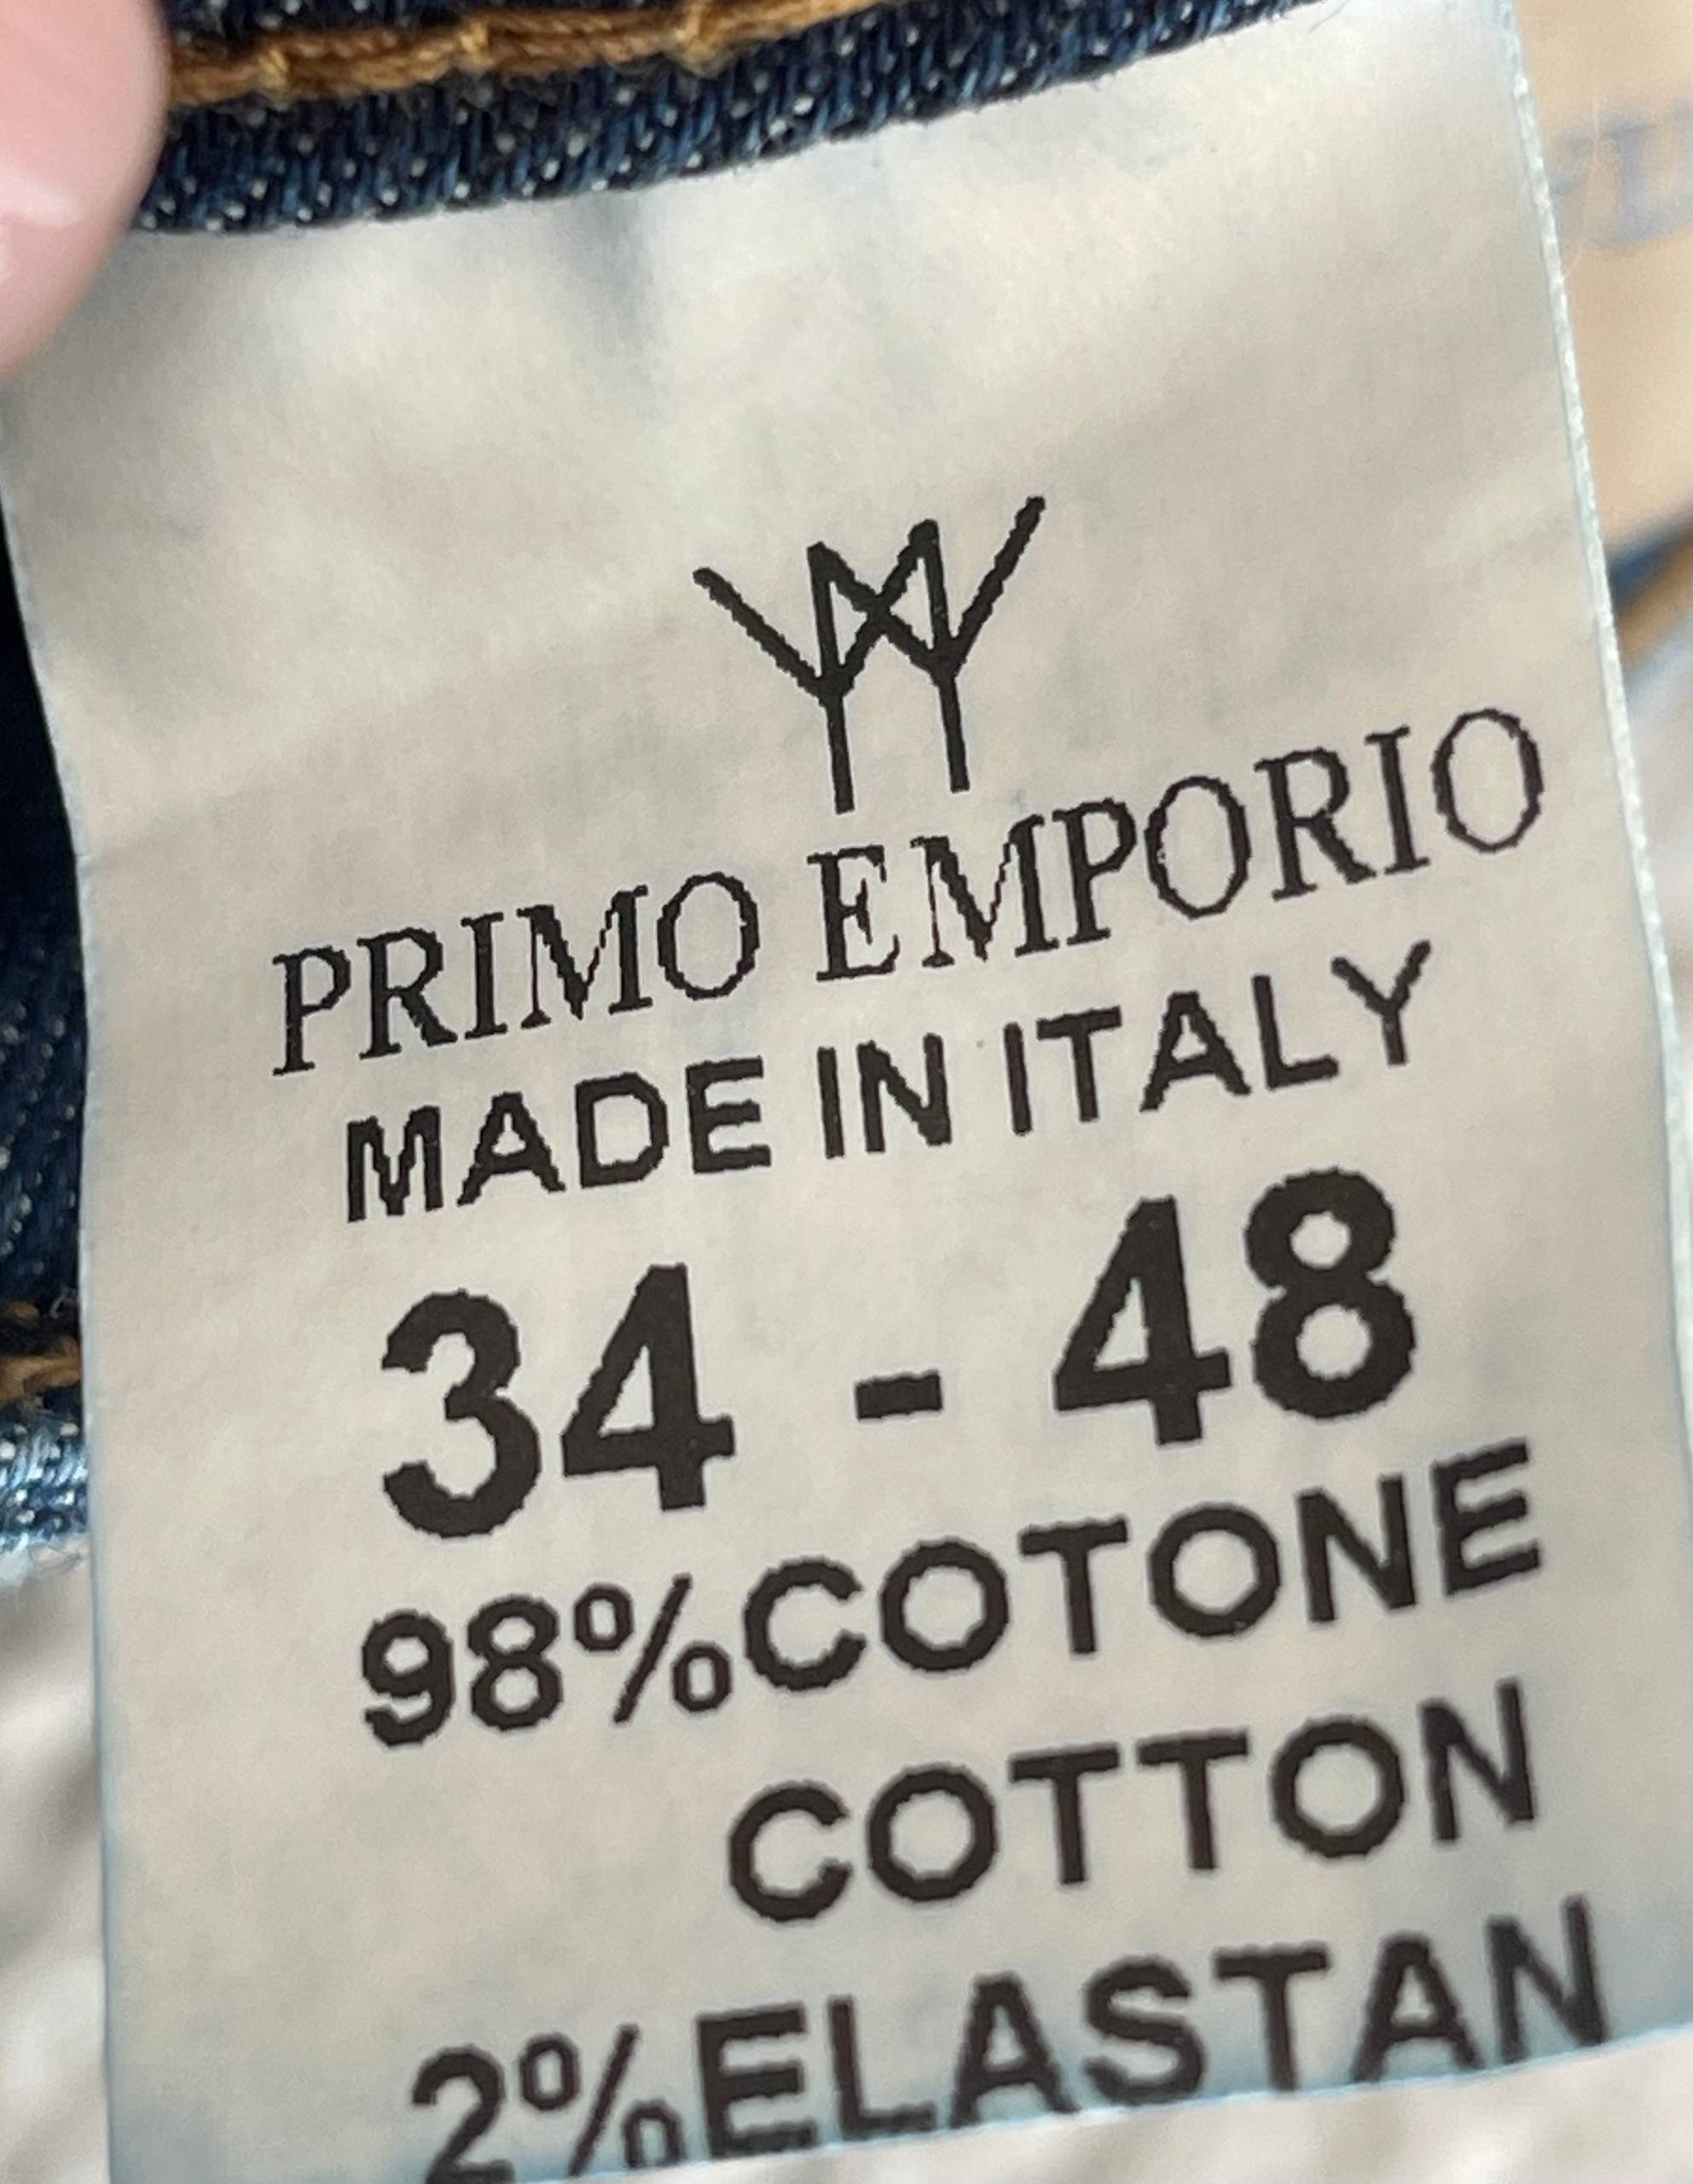 PRIMO EMPORIO
MADE IN ITALY
34 - 48
98%COTONE
COTTON
2%ELASTAN